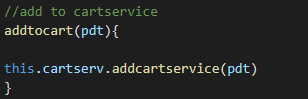 //add to cartservice
addtocart(pdt){
this.cartserv.addcartservice(pdt)
}